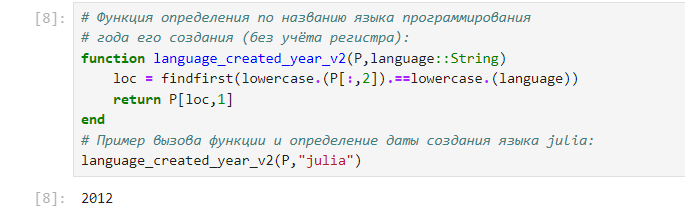 [8]: # Функция определения по названию языка программирования
# года его создания (без учёта регистра):
function language_created_year_v2(P,language::String)
    loc = findfirst(lowercase.(P[:,2]).==lowercase.(language))
    return P[loc,1]
end
# Пример вызова функции и определение даты создания языка julia:
language_created_year_v2(P,"julia")
[8]: 2012